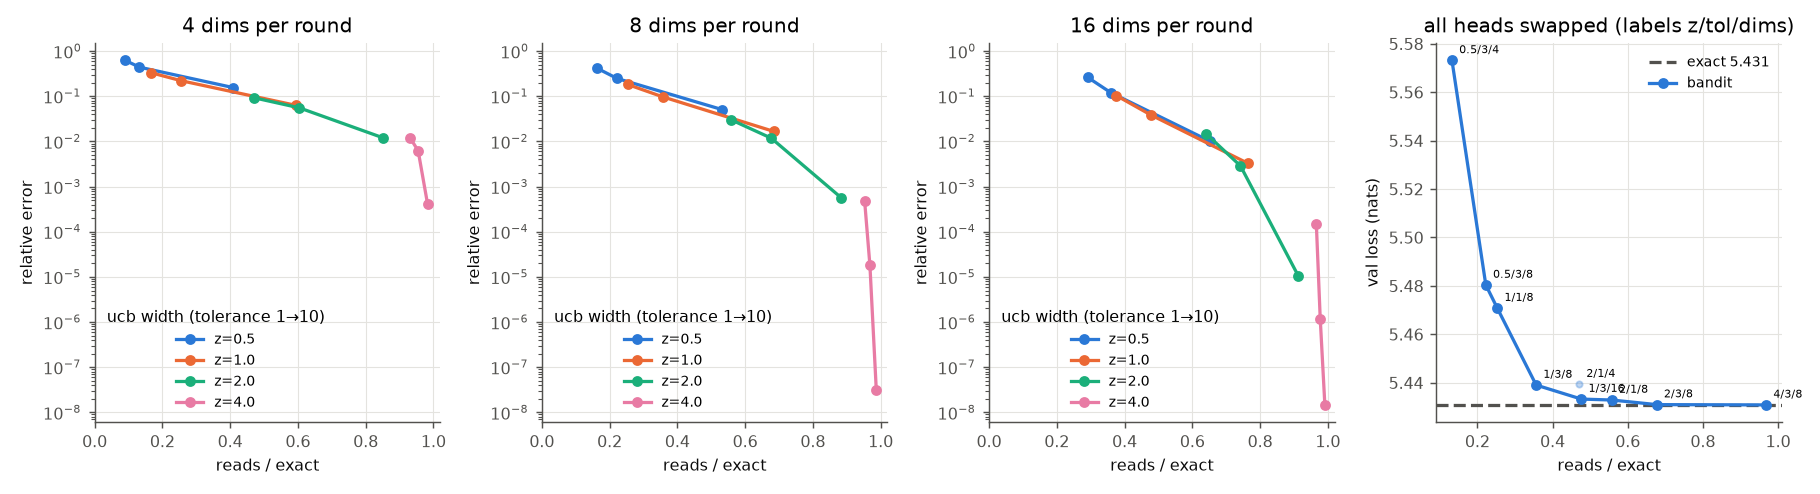 4 dims per round
relative error
10⁰
10⁻¹
10⁻²
10⁻³
10⁻⁴
10⁻⁵
10⁻⁶
10⁻⁷
10⁻⁸
ucb width (tolerance 1→10)
z=0.5
z=1.0
z=2.0
z=4.0
0.0 0.2 0.4 0.6 0.8 1.0
reads / exact
8 dims per round
relative error
10⁰
10⁻¹
10⁻²
10⁻³
10⁻⁴
10⁻⁵
10⁻⁶
10⁻⁷
10⁻⁸
ucb width (tolerance 1→10)
z=0.5
z=1.0
z=2.0
z=4.0
0.0 0.2 0.4 0.6 0.8 1.0
reads / exact
16 dims per round
relative error
10⁰
10⁻¹
10⁻²
10⁻³
10⁻⁴
10⁻⁵
10⁻⁶
10⁻⁷
10⁻⁸
ucb width (tolerance 1→10)
z=0.5
z=1.0
z=2.0
z=4.0
0.0 0.2 0.4 0.6 0.8 1.0
reads / exact
all heads swapped (labels z/tol/dims)
val loss (nats)
5.58
5.56
5.54
5.52
5.50
5.48
5.46
5.44
exact 5.431
bandit
0.5/3/4
0.5/3/8
1/1/8
1/3/8
2/1/4
1/3/16
2/1/8
2/3/8
4/3/8
0.2 0.4 0.6 0.8 1.0
reads / exact